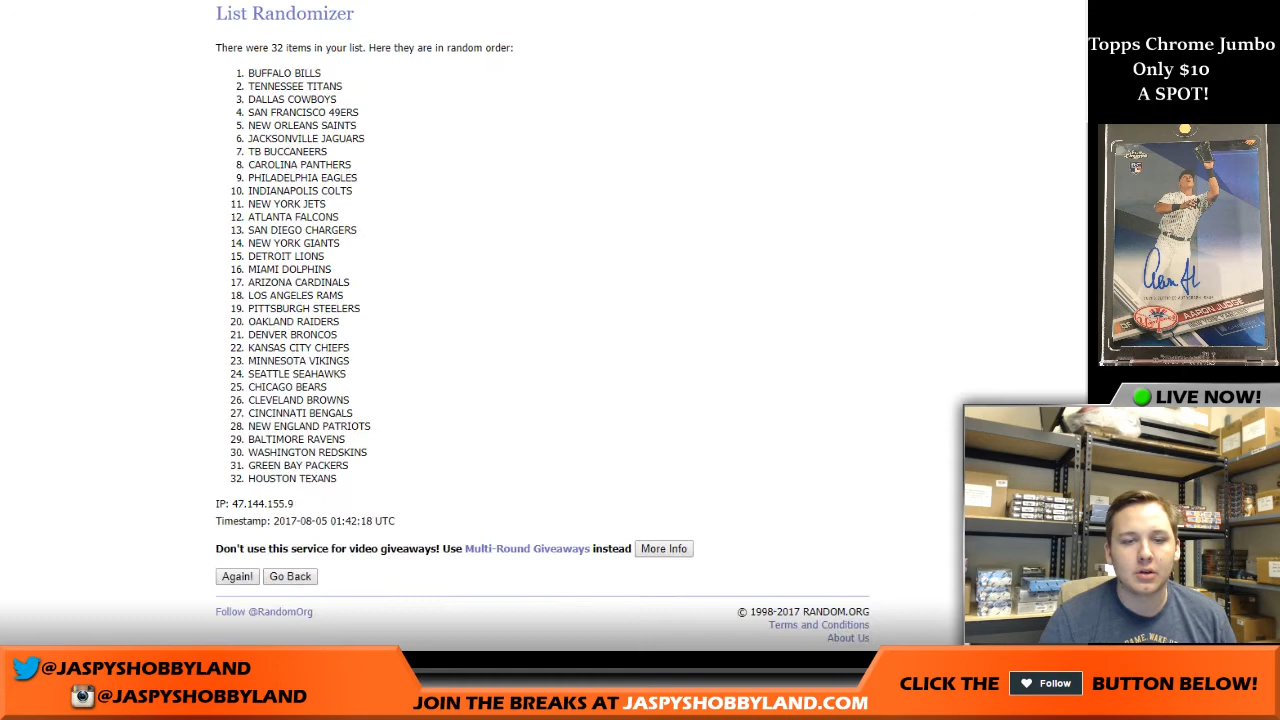 List Randomizer
There were 32 items in your list. Here they are in random order:
1. BUFFALO BILLS
2. TENNESSEE TITANS
3. DALLAS COWBOYS
4. SAN FRANCISCO 49ERS
5. NEW ORLEANS SAINTS
6. JACKSONVILLE JAGUARS
7. TB BUCCANEERS
8. CAROLINA PANTHERS
9. PHILADELPHIA EAGLES
10. INDIANAPOLIS COLTS
11. NEW YORK JETS
12. ATLANTA FALCONS
13. SAN DIEGO CHARGERS
14. NEW YORK GIANTS
15. DETROIT LIONS
16. MIAMI DOLPHINS
17. ARIZONA CARDINALS
18. LOS ANGELES RAMS
19. PITTSBURGH STEELERS
20. OAKLAND RAIDERS
21. DENVER BRONCOS
22. KANSAS CITY CHIEFS
23. MINNESOTA VIKINGS
24. SEATTLE SEAHAWKS
25. CHICAGO BEARS
26. CLEVELAND BROWNS
27. CINCINNATI BENGALS
28. NEW ENGLAND PATRIOTS
29. BALTIMORE RAVENS
30. WASHINGTON REDSKINS
31. GREEN BAY PACKERS
32. HOUSTON TEXANS
IP: 47.144.155.9
Timestamp: 2017-08-05 01:42:18 UTC
Don't use this service for video giveaways! Use Multi-Round Giveaways instead More Info
Again! Go Back
Follow @RandomOrg
© 1998-2017 RANDOM.ORG
Terms and Conditions
About Us
Topps Chrome Jumbo
Only $10
A SPOT!
Chrome
RC
AARON JUDGE
LIVE NOW!
@JASPYSHOBBYLAND
@JASPYSHOBBYLAND
JOIN THE BREAKS AT JASPYSHOBBYLAND.COM
CLICK THE Follow BUTTON BELOW!